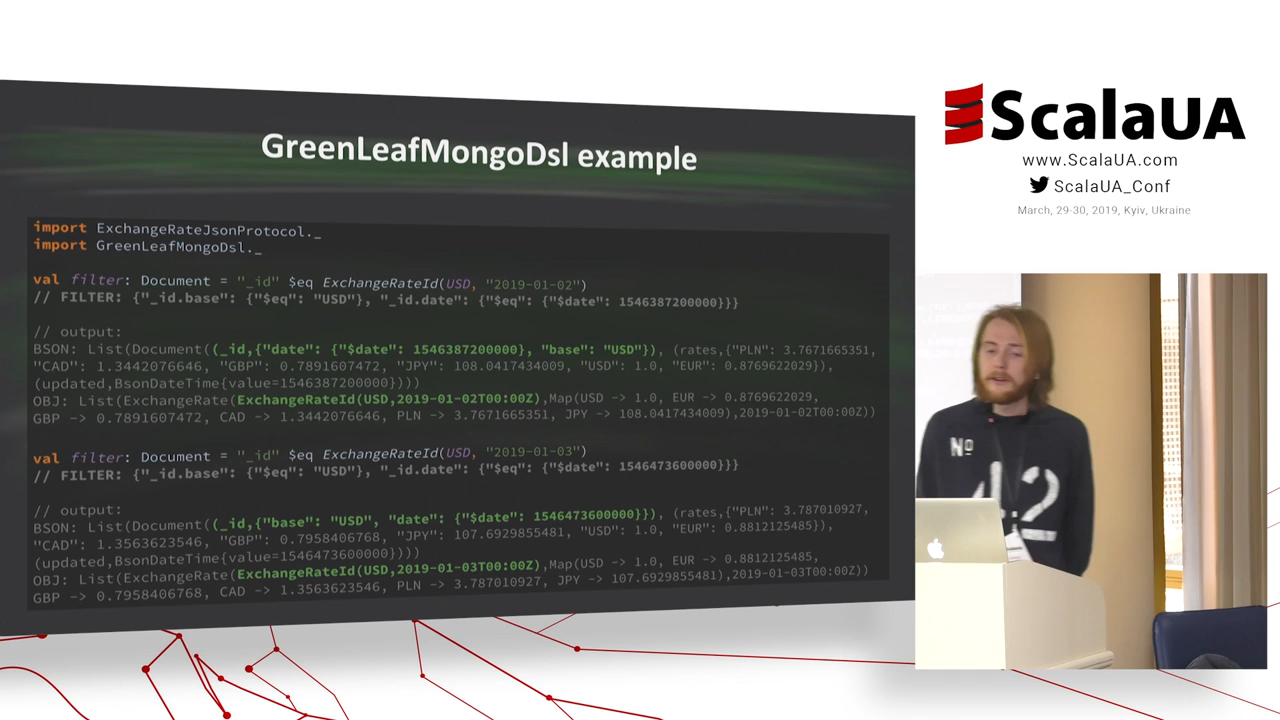 GreenLeafMongoDsl example
import ExchangeRateJsonProtocol._
import GreenLeafMongoDsl._
val filter: Document = "_id" $eq ExchangeRateId(USD, "2019-01-02")
// FILTER: {"_id.base": {"$eq": "USD"}, "_id.date": {"$eq": {"$date": 1546387200000}}}
// output:
BSON: List(Document((_id,{"date": {"$date": 1546387200000}, "base": "USD"}), (rates,{"PLN": 3.7671665351,
"CAD": 1.3442076646, "GBP": 0.7891607472, "JPY": 108.0417434009, "USD": 1.0, "EUR": 0.8769622029}),
(updated,BsonDateTime{value=1546387200000})))
OBJ: List(ExchangeRate(ExchangeRateId(USD,2019-01-02T00:00Z),Map(USD -> 1.0, EUR -> 0.8769622029,
GBP -> 0.7891607472, CAD -> 1.3442076646, PLN -> 3.7671665351, JPY -> 108.0417434009),2019-01-02T00:00Z))
val filter: Document = "_id" $eq ExchangeRateId(USD, "2019-01-03")
// FILTER: {"_id.base": {"$eq": "USD"}, "_id.date": {"$eq": {"$date": 1546473600000}}}
// output:
BSON: List(Document((_id,{"base": "USD", "date": {"$date": 1546473600000}}), (rates,{"PLN": 3.787010927,
"CAD": 1.3563623546, "GBP": 0.7958406768, "JPY": 107.6929855481, "USD": 1.0, "EUR": 0.8812125485}),
(updated,BsonDateTime{value=1546473600000})))
OBJ: List(ExchangeRate(ExchangeRateId(USD,2019-01-03T00:00Z),Map(USD -> 1.0, EUR -> 0.8812125485,
GBP -> 0.7958406768, CAD -> 1.3563623546, PLN -> 3.787010927, JPY -> 107.6929855481),2019-01-03T00:00Z))
ScalaUA
www.ScalaUA.com
ScalaUA_Conf
March, 29-30, 2019, Kyiv, Ukraine
Nº
42